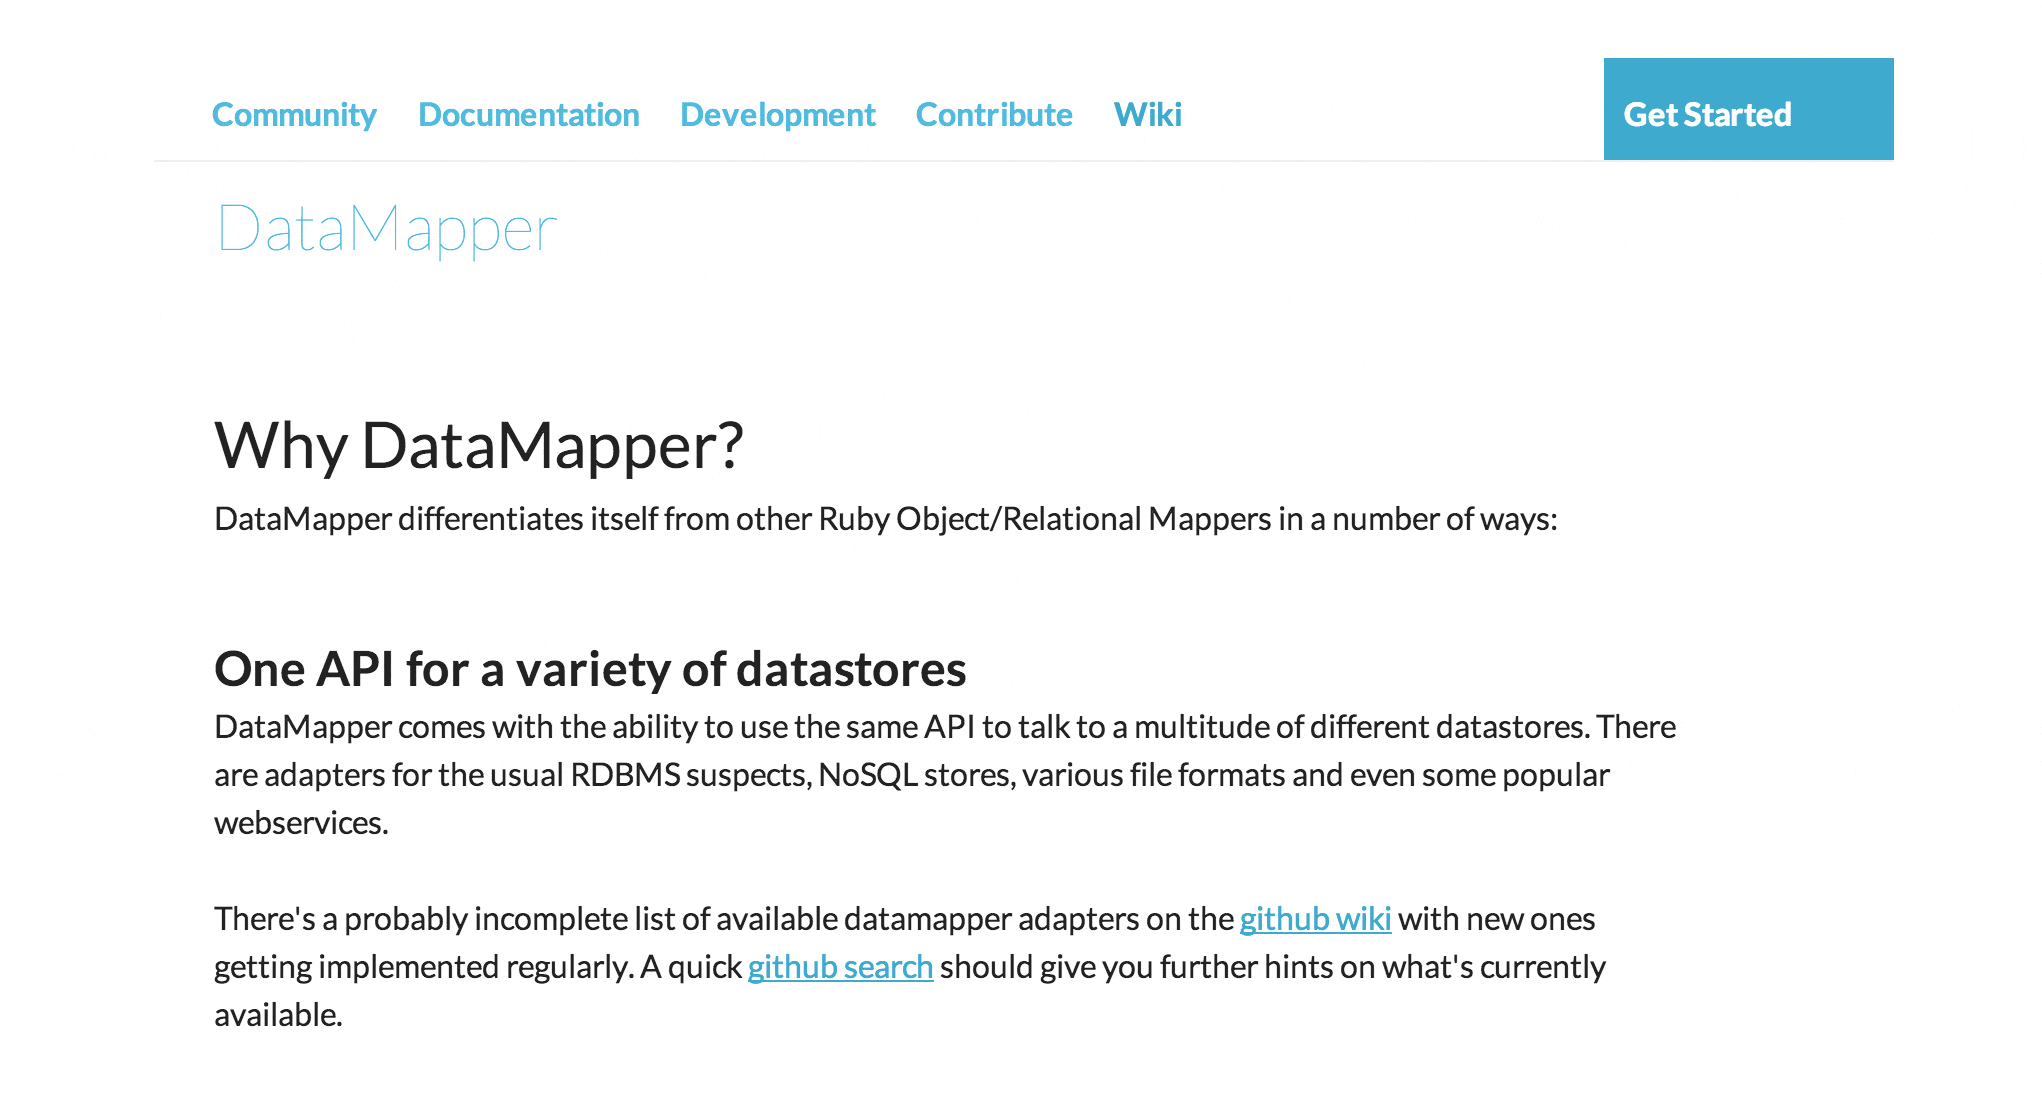 Community Documentation Development Contribute Wiki Get Started
DataMapper
Why DataMapper?
DataMapper differentiates itself from other Ruby Object/Relational Mappers in a number of ways:
One API for a variety of datastores
DataMapper comes with the ability to use the same API to talk to a multitude of different datastores. There
are adapters for the usual RDBMS suspects, NoSQL stores, various file formats and even some popular
webservices.
There's a probably incomplete list of available datamapper adapters on the github wiki with new ones
getting implemented regularly. A quick github search should give you further hints on what's currently
available.